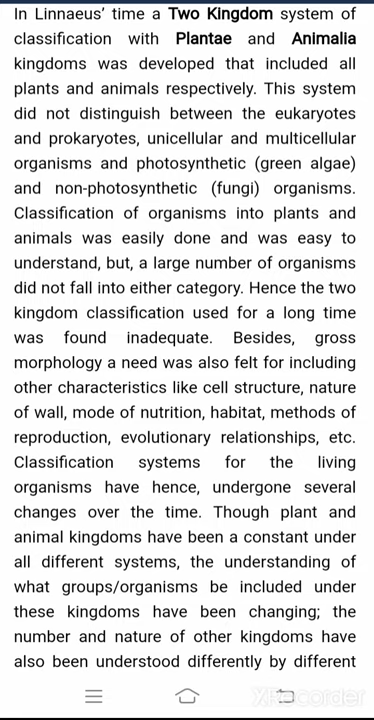 In Linnaeus' time a Two Kingdom system of
classification with Plantae and Animalia
kingdoms was developed that included all
plants and animals respectively. This system
did not distinguish between the eukaryotes
and prokaryotes, unicellular and multicellular
organisms and photosynthetic (green algae)
and non-photosynthetic (fungi) organisms.
Classification of organisms into plants and
animals was easily done and was easy to
understand, but, a large number of organisms
did not fall into either category. Hence the two
kingdom classification used for a long time
was found inadequate. Besides, gross
morphology a need was also felt for including
other characteristics like cell structure, nature
of wall, mode of nutrition, habitat, methods of
reproduction, evolutionary relationships, etc.
Classification systems for the living
organisms have hence, undergone several
changes over the time. Though plant and
animal kingdoms have been a constant under
all different systems, the understanding of
what groups/organisms be included under
these kingdoms have been changing; the
number and nature of other kingdoms have
also been understood differently by different
XRecorder